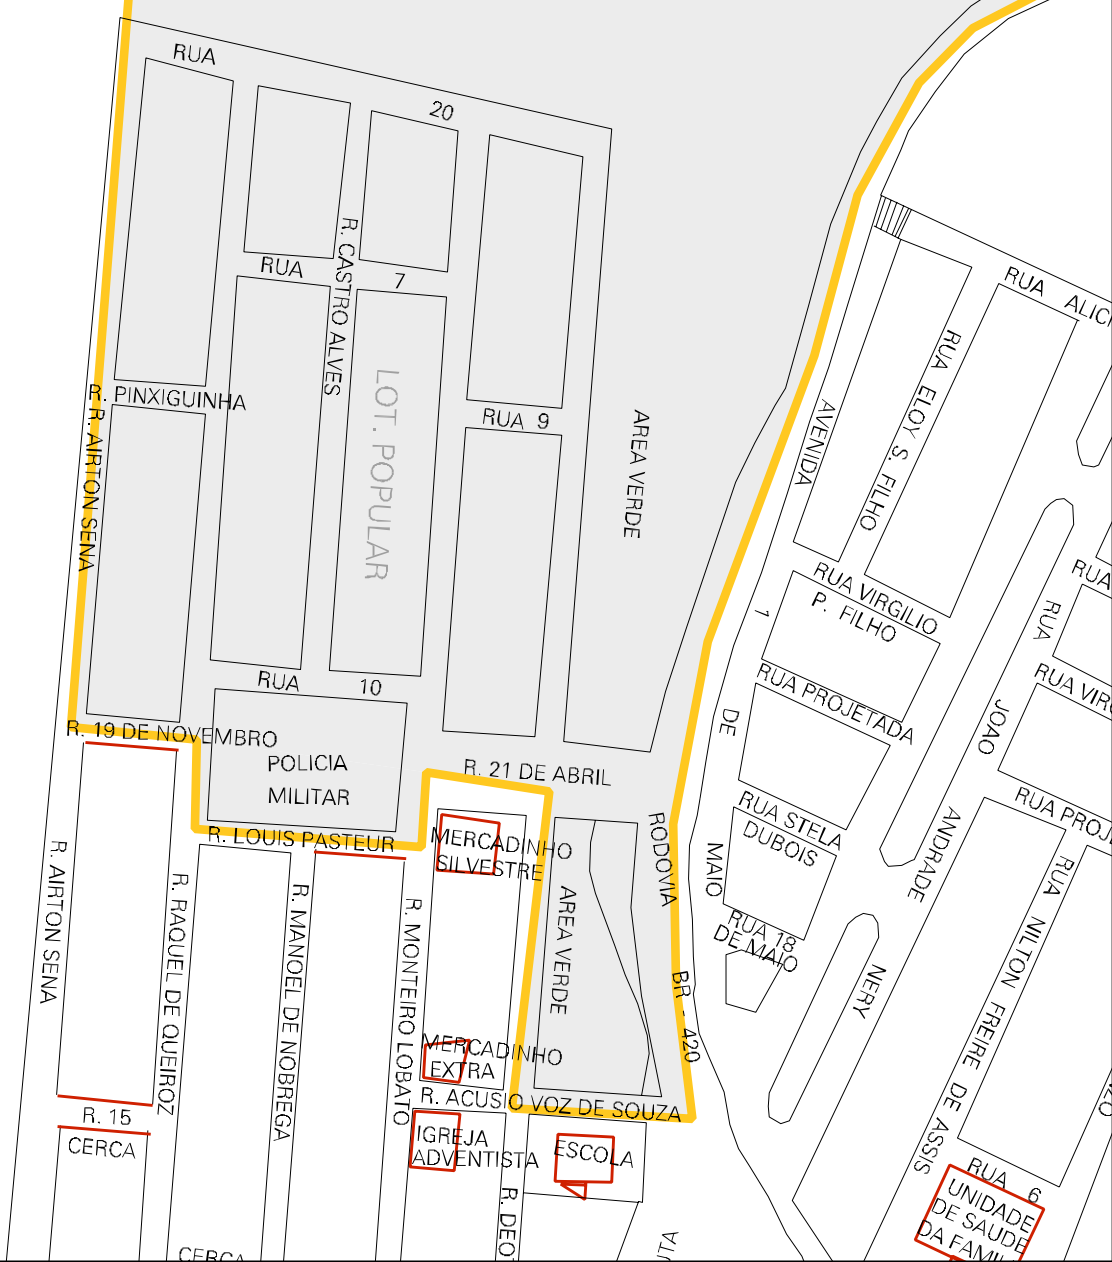 RUA
20
R. CASTRO ALVES
RUA
7
RUA ALICI
R. PINXIGUINHA
R. AIRTON SENA
LOT. POPULAR
RUA 9
AREA VERDE
AVENIDA
RUA ELOY S. FILHO
RUA VIRGILIO
P. FILHO
1
RUA
RUA
RUA PROJETADA
RUA VIR
RUA
10
DE
JOAO
R. 19 DE NOVEMBRO
POLICIA
MILITAR
R. 21 DE ABRIL
RUA STELA
DUBOIS
RUA PROJ
R. LOUIS PASTEUR
MERCADINHO
SILVESTRE
RODOVIA
MAIO
ANDRADE
RUA NILTON FREIRE DE ASSIS
R. AIRTON SENA
R. RAQUEL DE QUEIROZ
R. MANOEL DE NOBREGA
R. MONTEIRO LOBATO
AREA VERDE
RUA 18
DE MAIO
NERY
BR - 420
MERCADINHO
EXTRA
R. ACUSIO VOZ DE SOUZA
R. 15
CERCA
IGREJA
ADVENTISTA
ESCOLA
R. DEO
RUA 6
UNIDADE
DE SAUDE
DA FAMI
CERCA